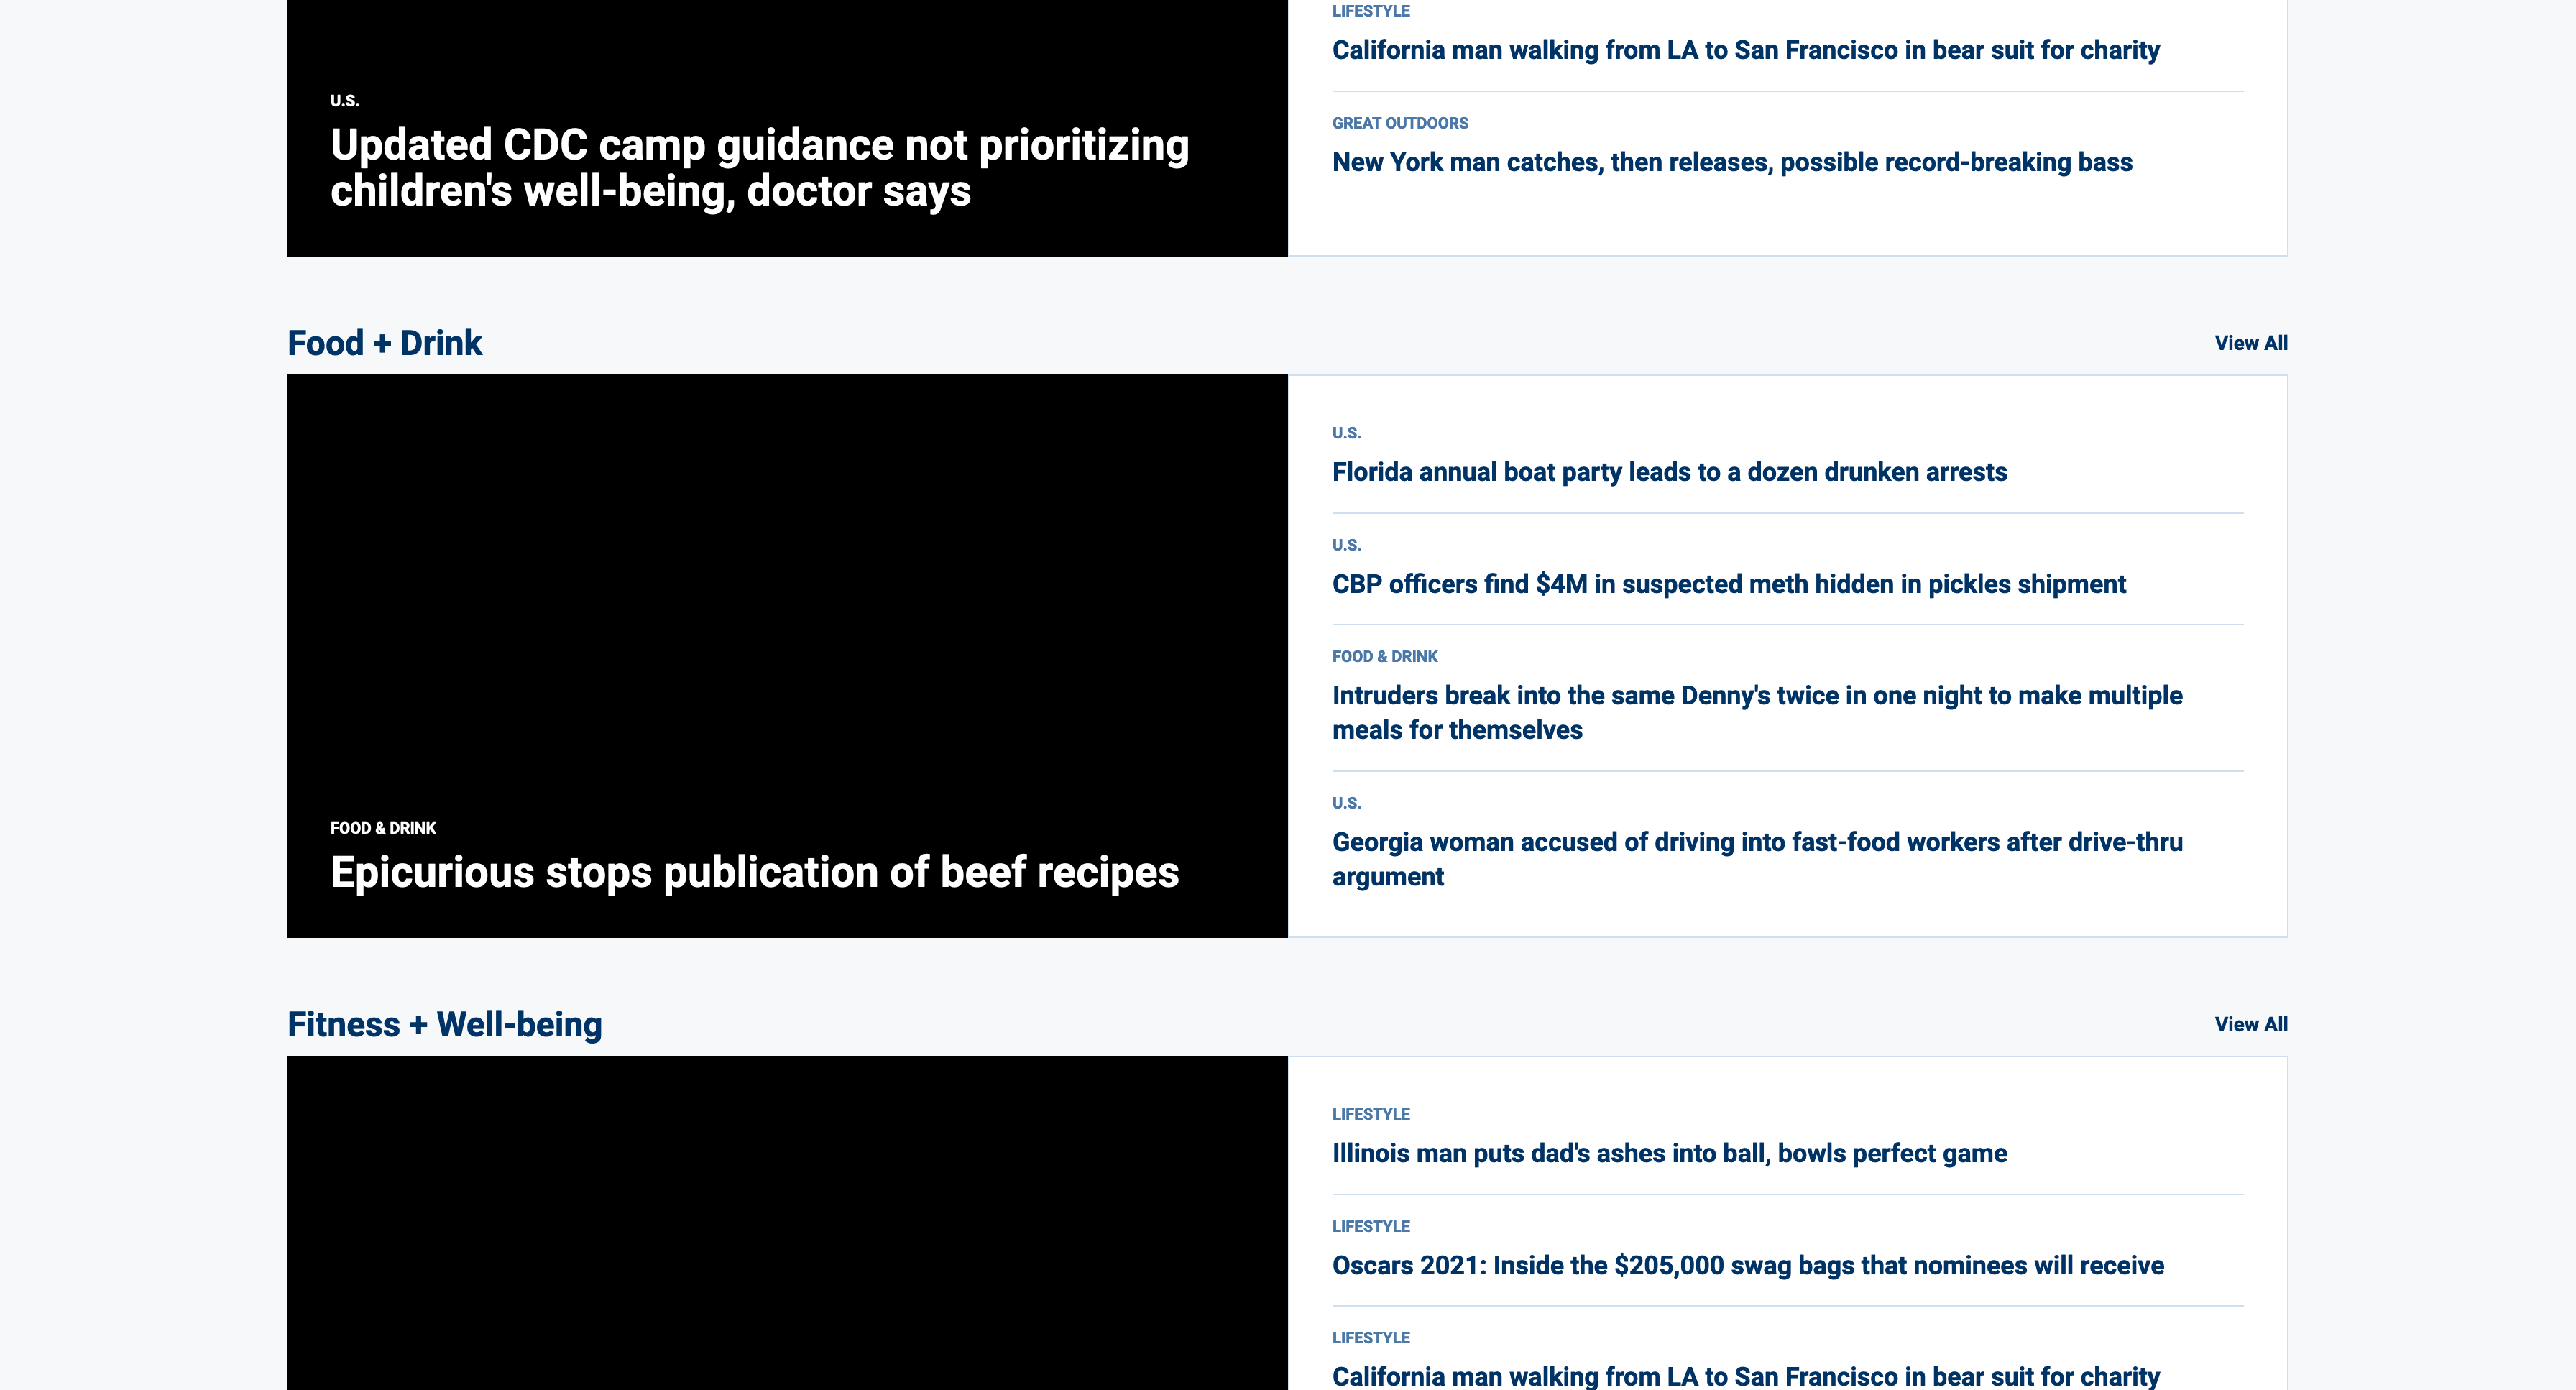 U.S.
Updated CDC camp guidance not prioritizing
children's well-being, doctor says
LIFESTYLE
California man walking from LA to San Francisco in bear suit for charity
GREAT OUTDOORS
New York man catches, then releases, possible record-breaking bass
Food + Drink
View All
FOOD & DRINK
Epicurious stops publication of beef recipes
U.S.
Florida annual boat party leads to a dozen drunken arrests
U.S.
CBP officers find $4M in suspected meth hidden in pickles shipment
FOOD & DRINK
Intruders break into the same Denny's twice in one night to make multiple
meals for themselves
U.S.
Georgia woman accused of driving into fast-food workers after drive-thru
argument
Fitness + Well-being
View All
LIFESTYLE
Illinois man puts dad's ashes into ball, bowls perfect game
LIFESTYLE
Oscars 2021: Inside the $205,000 swag bags that nominees will receive
LIFESTYLE
California man walking from LA to San Francisco in bear suit for charity